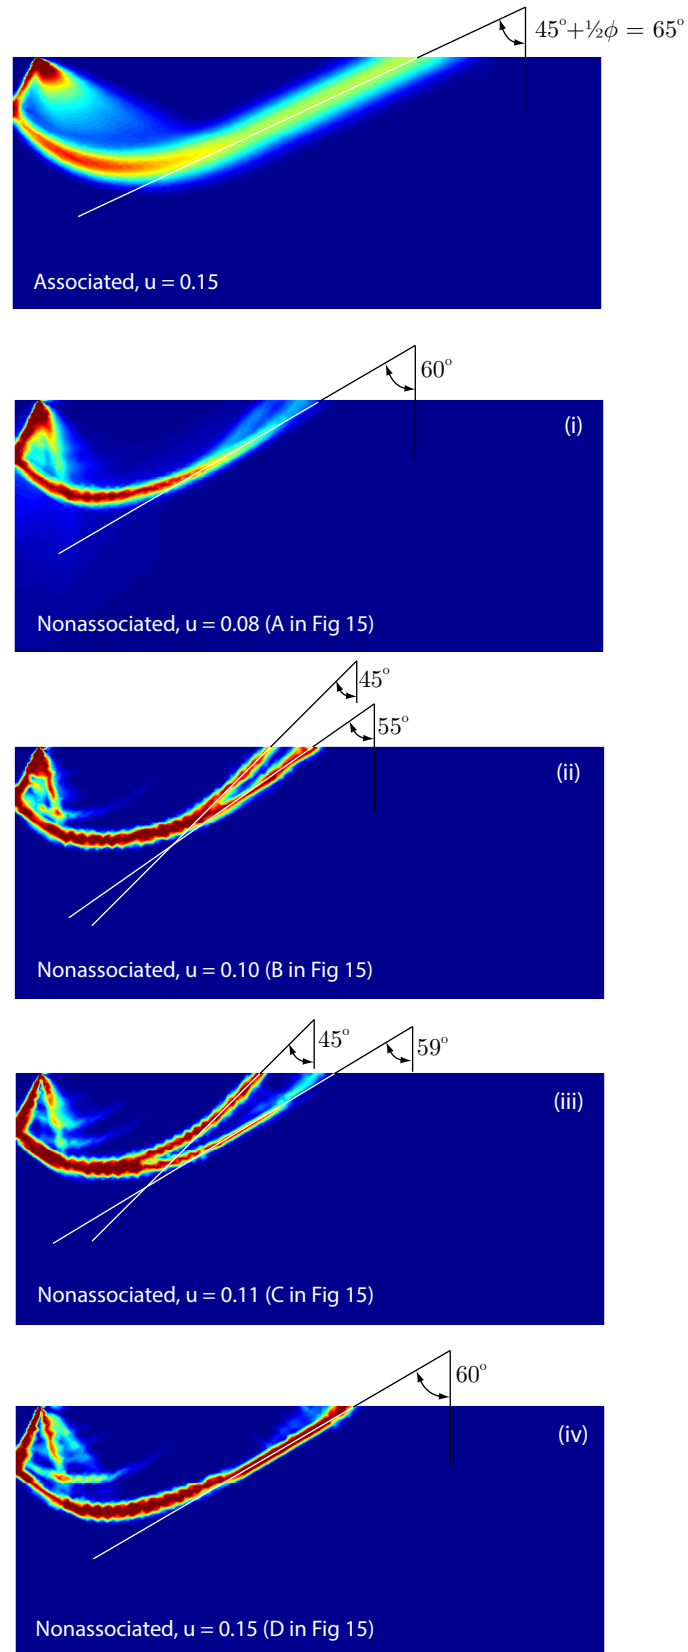 45°+½ϕ = 65°
Associated, u = 0.15
60°
(i)
Nonassociated, u = 0.08 (A in Fig 15)
45°
55°
(ii)
Nonassociated, u = 0.10 (B in Fig 15)
45°
59°
(iii)
Nonassociated, u = 0.11 (C in Fig 15)
60°
(iv)
Nonassociated, u = 0.15 (D in Fig 15)